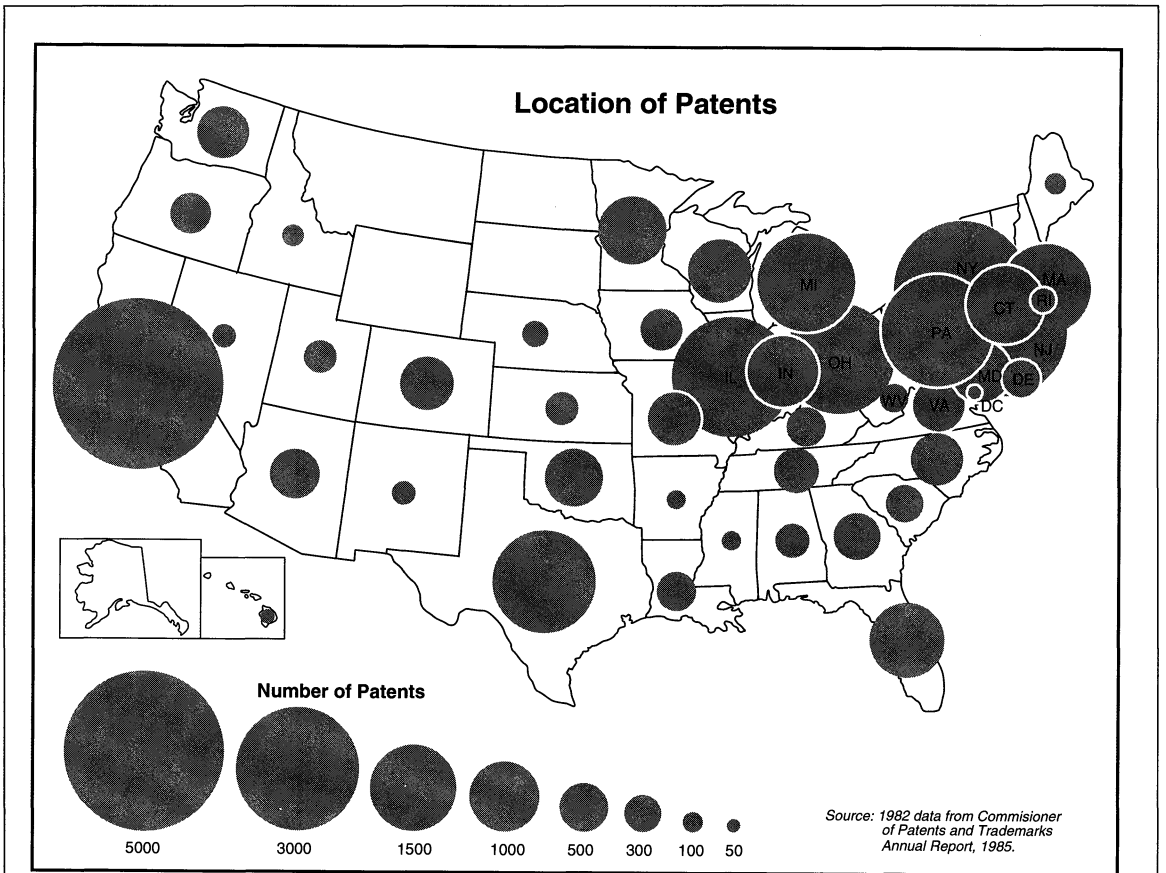 Location of Patents
NY
MA
MI
RI
CT
PA
NJ
OH
IL
IN
MD
DE
WV
VA
DC
Number of Patents
5000
3000
1500
1000
500
300
100
50
Source: 1982 data from Commisioner
of Patents and Trademarks
Annual Report, 1985.